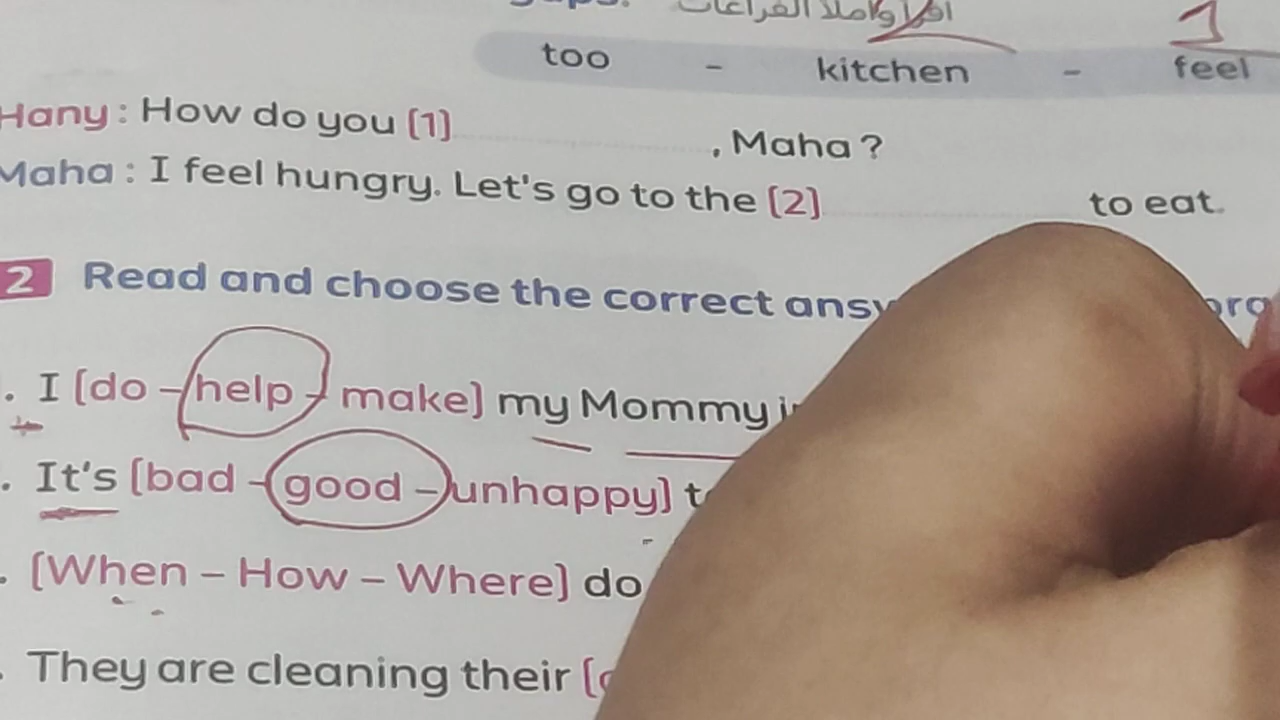 اقرأ واملأ الفراغات 1
too - kitchen - feel
Hany : How do you (1) , Maha ?
Maha : I feel hungry. Let's go to the (2) to eat.
2 Read and choose the correct
. I (do – help – make) my Mommy
. It's (bad – good – unhappy)
. (When – How – Where) do
. They are cleaning their (